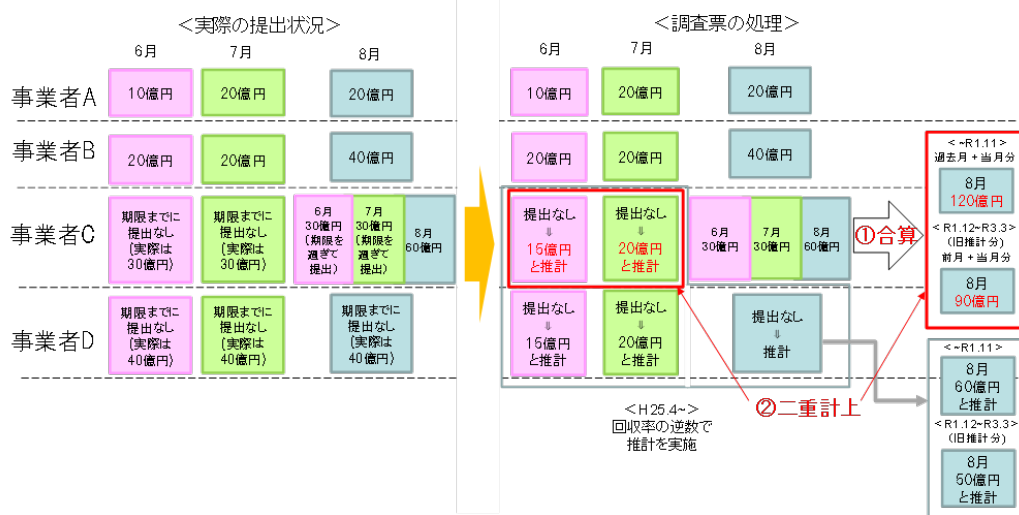 ＜実際の提出状況＞
6月
7月
8月
事業者A
10億円
20億円
20億円
事業者B
20億円
20億円
40億円
事業者C
期限までに
提出なし
(実際は
30億円)
期限までに
提出なし
(実際は
30億円)
6月
30億円
(期限を
過ぎて
提出)
7月
30億円
(期限を
過ぎて
提出)
8月
60億円
事業者D
期限までに
提出なし
(実際は
40億円)
期限までに
提出なし
(実際は
40億円)
期限までに
提出なし
(実際は
40億円)
＜調査票の処理＞
6月
7月
8月
10億円
20億円
20億円
20億円
20億円
40億円
提出なし
⇓
15億円
と推計
提出なし
⇓
20億円
と推計
6月
30億円
7月
30億円
8月
60億円
①合算
提出なし
⇓
15億円
と推計
提出なし
⇓
20億円
と推計
提出なし
⇓
推計
②二重計上
＜H25.4~＞
回収率の逆数で
推計を実施
＜~R1.11＞
過去月＋当月分
8月
120億円
＜R1.12~R3.3＞
(旧推計分)
前月＋当月分
8月
90億円
＜~R1.11＞
8月
60億円
と推計
＜R1.12~R3.3＞
(旧推計分)
8月
50億円
と推計